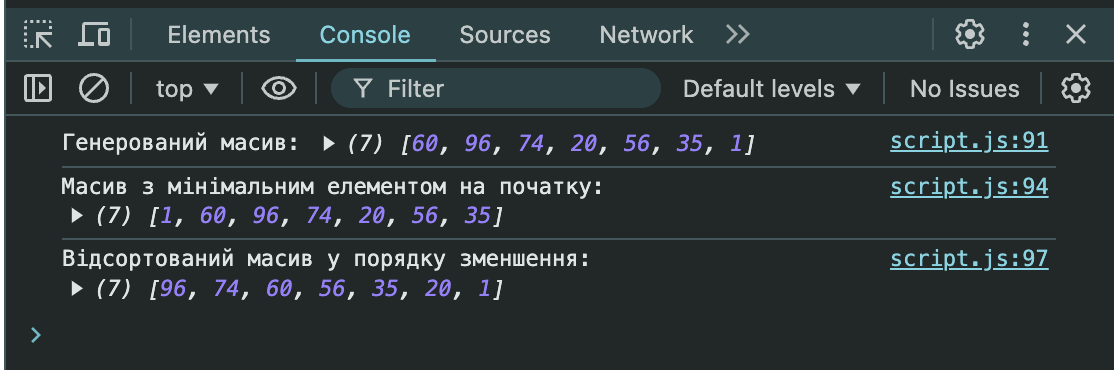 Elements Console Sources Network
top Filter Default levels No Issues
Генерований масив: (7) [60, 96, 74, 20, 56, 35, 1] script.js:91
Масив з мінімальним елементом на початку: script.js:94
(7) [1, 60, 96, 74, 20, 56, 35]
Відсортований масив у порядку зменшення: script.js:97
(7) [96, 74, 60, 56, 35, 20, 1]